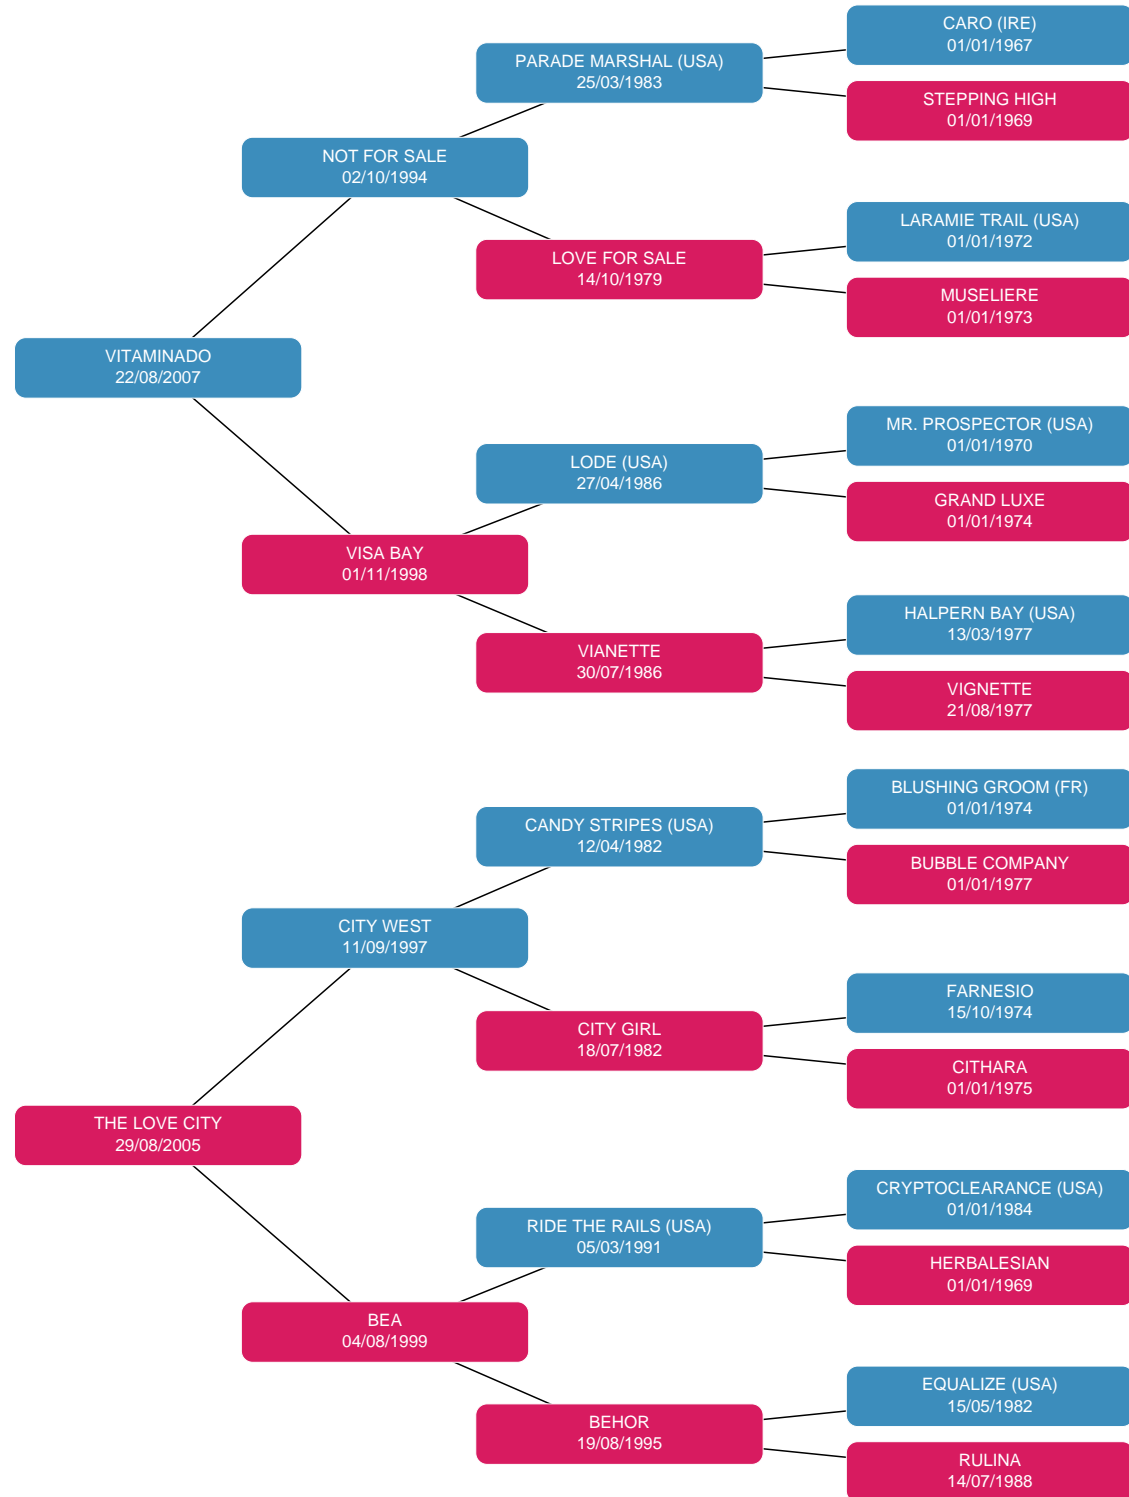 CARO (IRE)
01/01/1967
PARADE MARSHAL (USA)
25/03/1983
STEPPING HIGH
01/01/1969
NOT FOR SALE
02/10/1994
LARAMIE TRAIL (USA)
01/01/1972
LOVE FOR SALE
14/10/1979
MUSELIERE
01/01/1973
VITAMINADO
22/08/2007
MR. PROSPECTOR (USA)
01/01/1970
LODE (USA)
27/04/1986
GRAND LUXE
01/01/1974
VISA BAY
01/11/1998
HALPERN BAY (USA)
13/03/1977
VIANETTE
30/07/1986
VIGNETTE
21/08/1977
BLUSHING GROOM (FR)
01/01/1974
CANDY STRIPES (USA)
12/04/1982
BUBBLE COMPANY
01/01/1977
CITY WEST
11/09/1997
FARNESIO
15/10/1974
CITY GIRL
18/07/1982
CITHARA
01/01/1975
THE LOVE CITY
29/08/2005
CRYPTOCLEARANCE (USA)
01/01/1984
RIDE THE RAILS (USA)
05/03/1991
HERBALESIAN
01/01/1969
BEA
04/08/1999
EQUALIZE (USA)
15/05/1982
BEHOR
19/08/1995
RULINA
14/07/1988